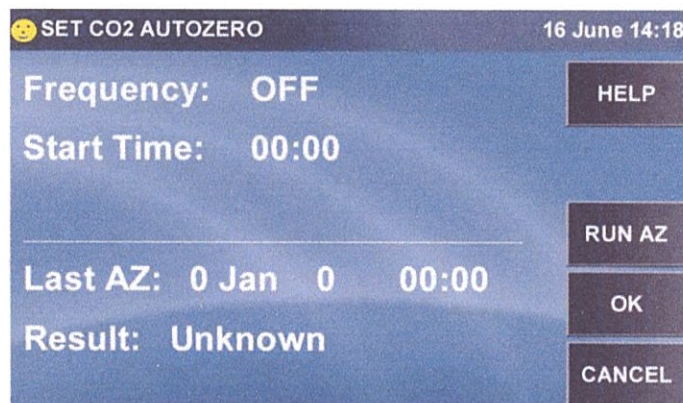 SET CO2 AUTOZERO 16 June 14:18
Frequency: OFF
HELP
Start Time: 00:00
RUN AZ
Last AZ: 0 Jan 0 00:00
OK
Result: Unknown
CANCEL